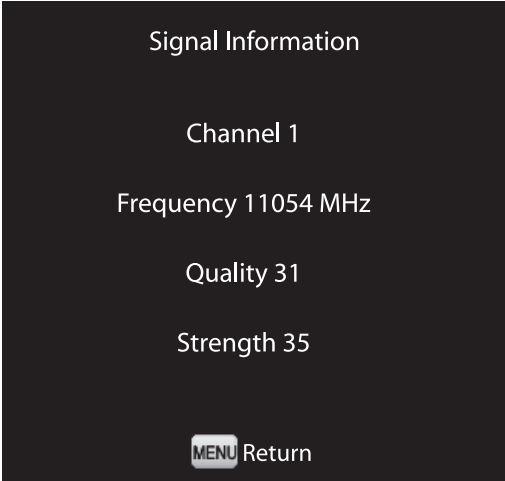 Signal Information
Channel 1
Frequency 11054 MHz
Quality 31
Strength 35
MENU Return